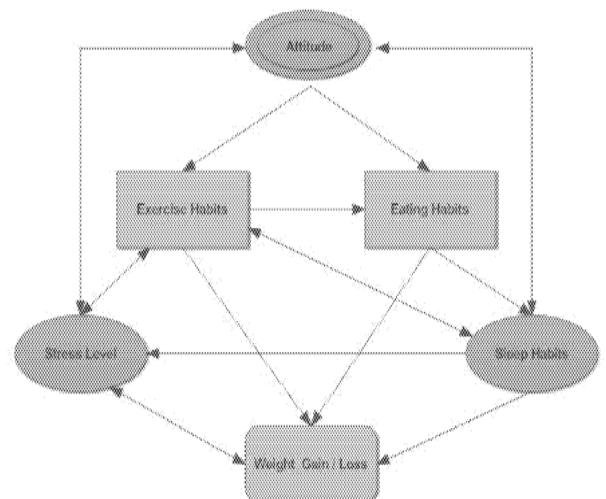 Attitude
Exercise Habits
Eating Habits
Stress Level
Sleep Habits
Weight Gain / Loss